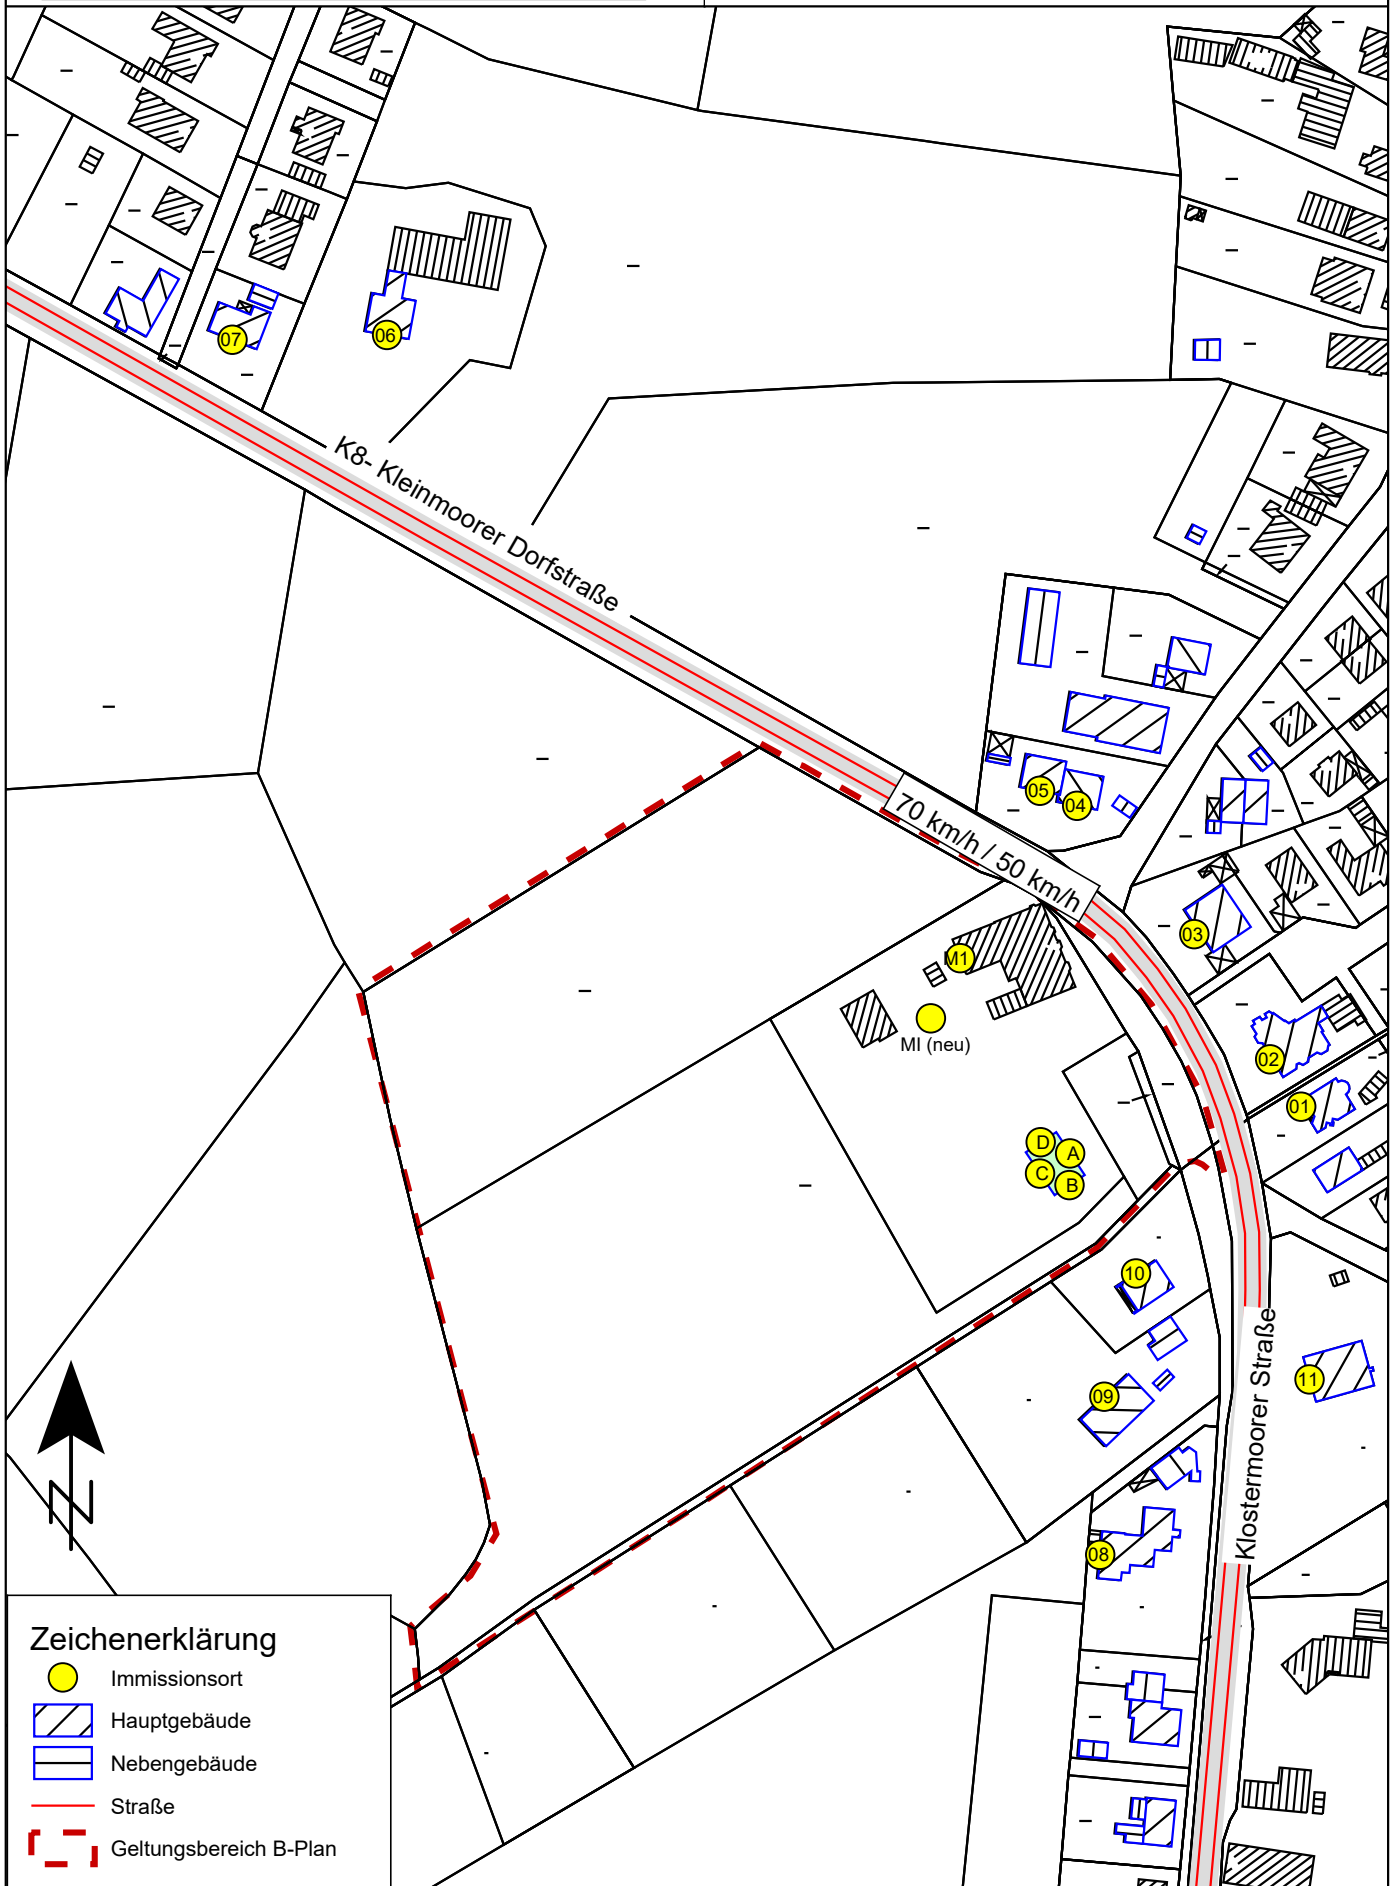 07
06
K8- Kleinmoorer Dorfstraße
05
04
70 km/h / 50 km/h
03
M1
MI (neu)
02
01
D
A
C
B
10
09
11
Klostermoorer Straße
08
N
Zeichenerklärung
Immissionsort
Hauptgebäude
Nebengebäude
Straße
Geltungsbereich B-Plan